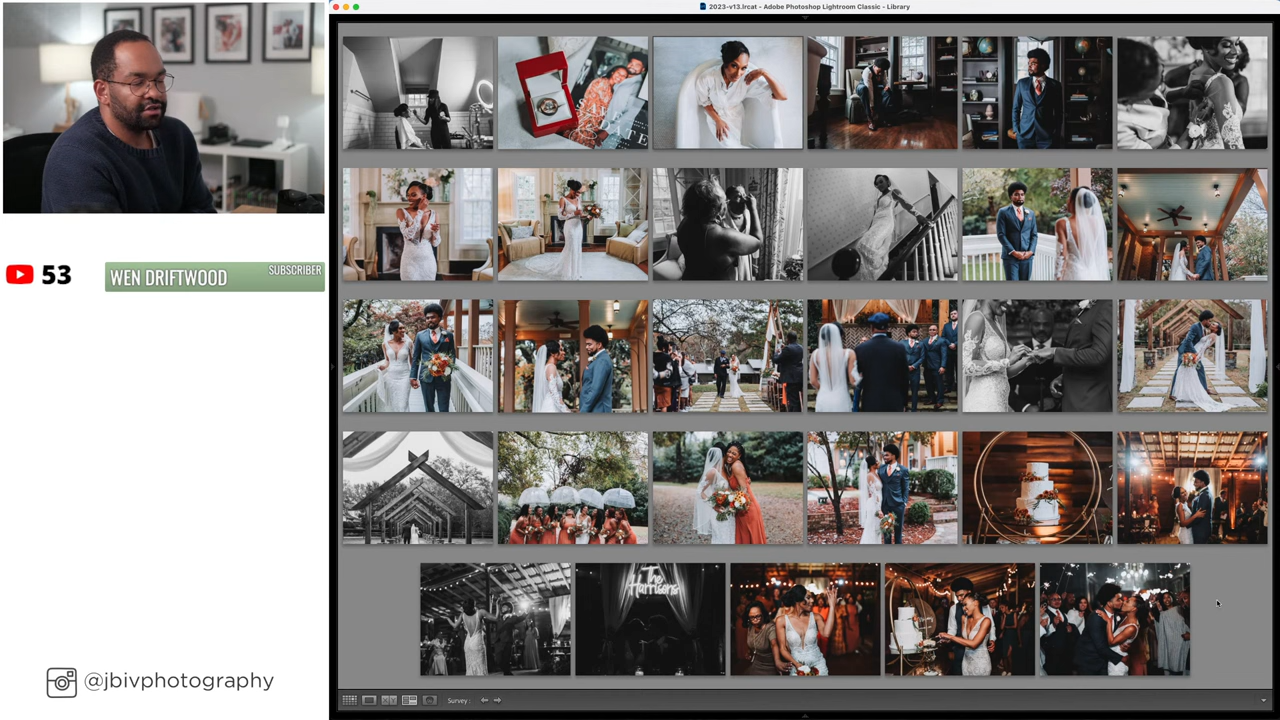 2023-v13.lrcat - Adobe Photoshop Lightroom Classic - Library
53
WEN DRIFTWOOD
SUBSCRIBER
The
Harrisons
@jbivphotography
Survey :